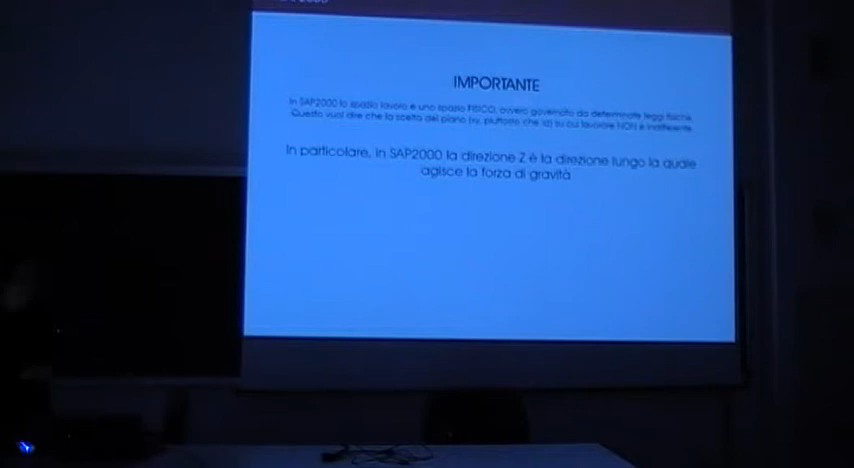 IMPORTANTE
In SAP2000 lo spazio lavoro e uno spazio FISICO, ovvero governato da determinate leggi fisiche.
Questo vuol dire che la scelta del piano (xy, piuttosto che xz) su cui lavorare NON è indifferente
In particolare, in SAP2000 la direzione Z è la direzione lungo la quale
agisce la forza di gravità